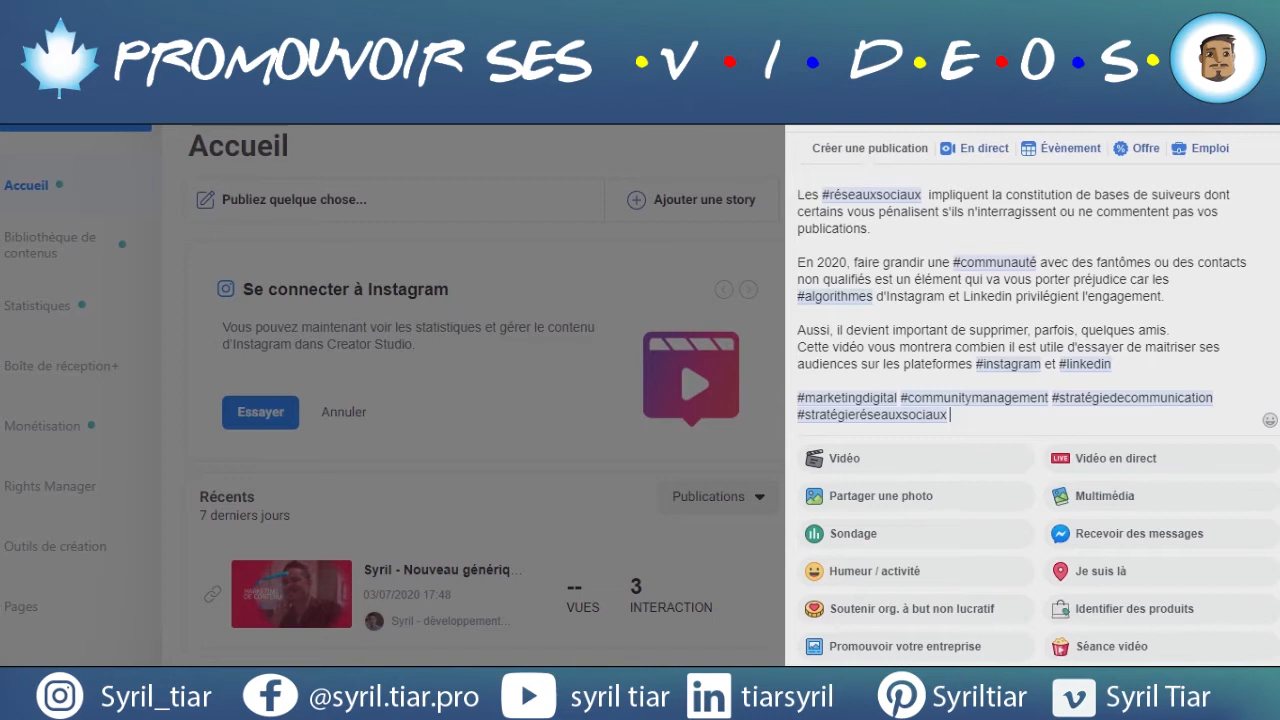 PROMOUVOIR SES V I D E O S
Accueil
Bibliothèque de
contenus
Statistiques
Boîte de réception+
Monétisation
Rights Manager
Outils de création
Pages
Accueil
Publiez quelque chose...
Ajouter une story
Se connecter à Instagram
Vous pouvez maintenant voir les statistiques et gérer le contenu
d'Instagram dans Creator Studio.
Essayer
Annuler
Récents
7 derniers jours
Publications
Syril - Nouveau génériq...
03/07/2020 17:48
Syril - développement...
--
VUES
3
INTERACTION
Créer une publication
En direct
Évènement
Offre
Emploi
Les #réseauxsociaux impliquent la constitution de bases de suiveurs dont
certains vous pénalisent s'ils n'interragissent ou ne commentent pas vos
publications.
En 2020, faire grandir une #communauté avec des fantômes ou des contacts
non qualifiés est un élément qui va vous porter préjudice car les
#algorithmes d'Instagram et Linkedin privilégient l'engagement.
Aussi, il devient important de supprimer, parfois, quelques amis.
Cette vidéo vous montrera combien il est utile d'essayer de maitriser ses
audiences sur les plateformes #instagram et #linkedin
#marketingdigital #communitymanagement #stratégiedecommunication
#stratégieréseauxsociaux
Vidéo
LIVE Vidéo en direct
Partager une photo
Multimédia
Sondage
Recevoir des messages
Humeur / activité
Je suis là
Soutenir org. à but non lucratif
Identifier des produits
Promouvoir votre entreprise
Séance vidéo
Syril_tiar
@syril.tiar.pro
syril tiar
tiarsyril
Syriltiar
Syril Tiar